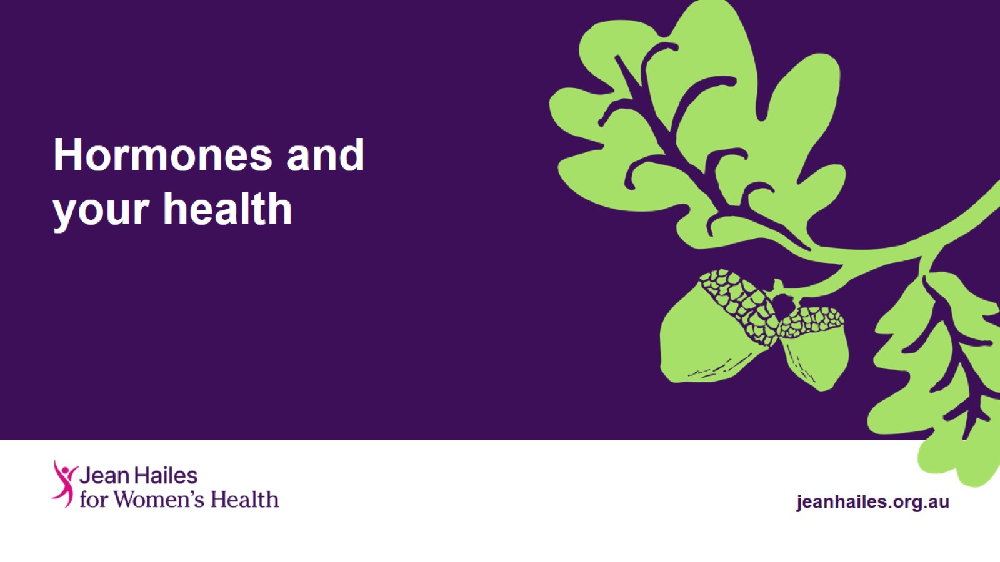 Hormones and
your health
Jean Hailes
for Women's Health
jeanhailes.org.au